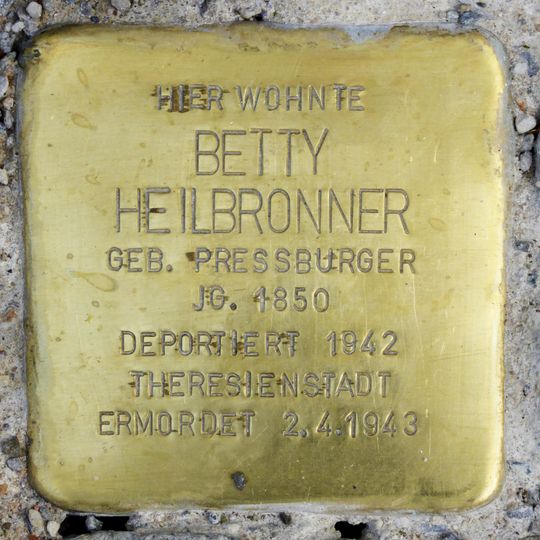 HIER WOHNTE
BETTY
HEILBRONNER
GEB. PRESSBURGER
JG. 1850
DEPORTIERT 1942
THERESIENSTADT
ERMORDET 2.4.1943